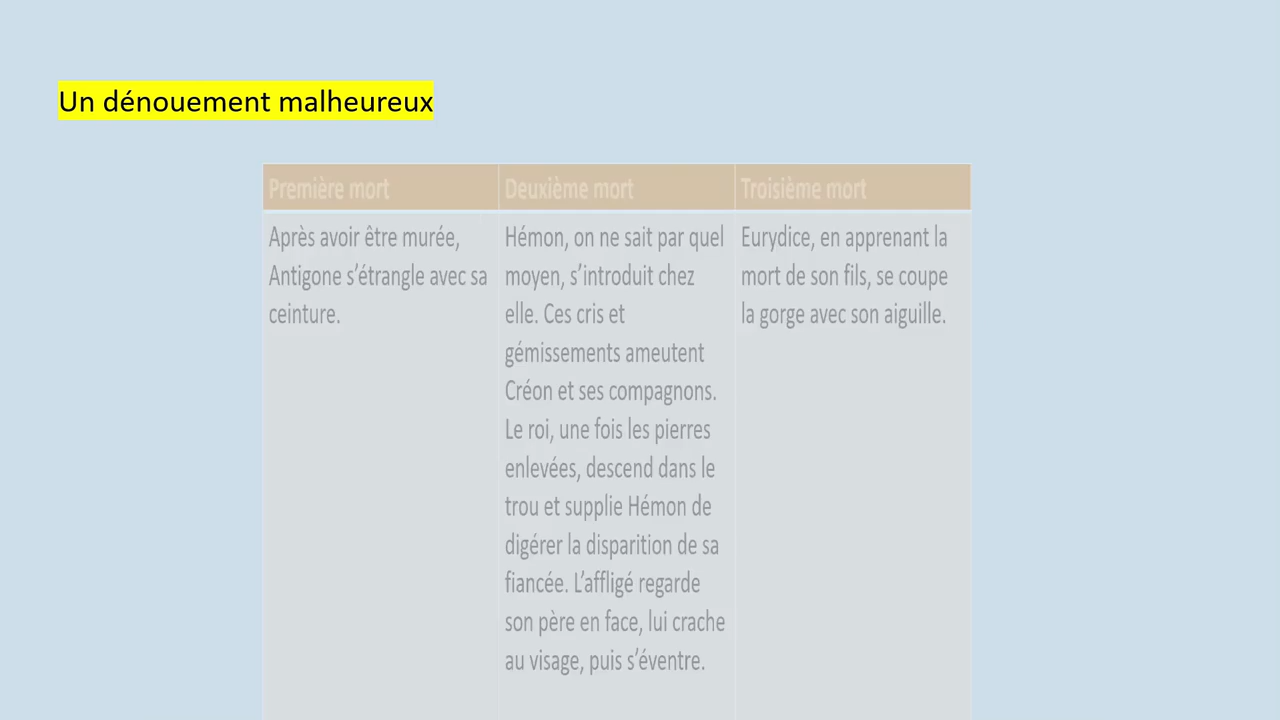 Un dénouement malheureux
Première mort
Deuxième mort
Troisième mort
Après avoir être murée,
Antigone s’étrangle avec sa
ceinture.
Hémon, on ne sait par quel
moyen, s’introduit chez
elle. Ces cris et
gémissements ameutent
Créon et ses compagnons.
Le roi, une fois les pierres
enlevées, descend dans le
trou et supplie Hémon de
digérer la disparition de sa
fiancée. L’affligé regarde
son père en face, lui crache
au visage, puis s’éventre.
Eurydice, en apprenant la
mort de son fils, se coupe
la gorge avec son aiguille.